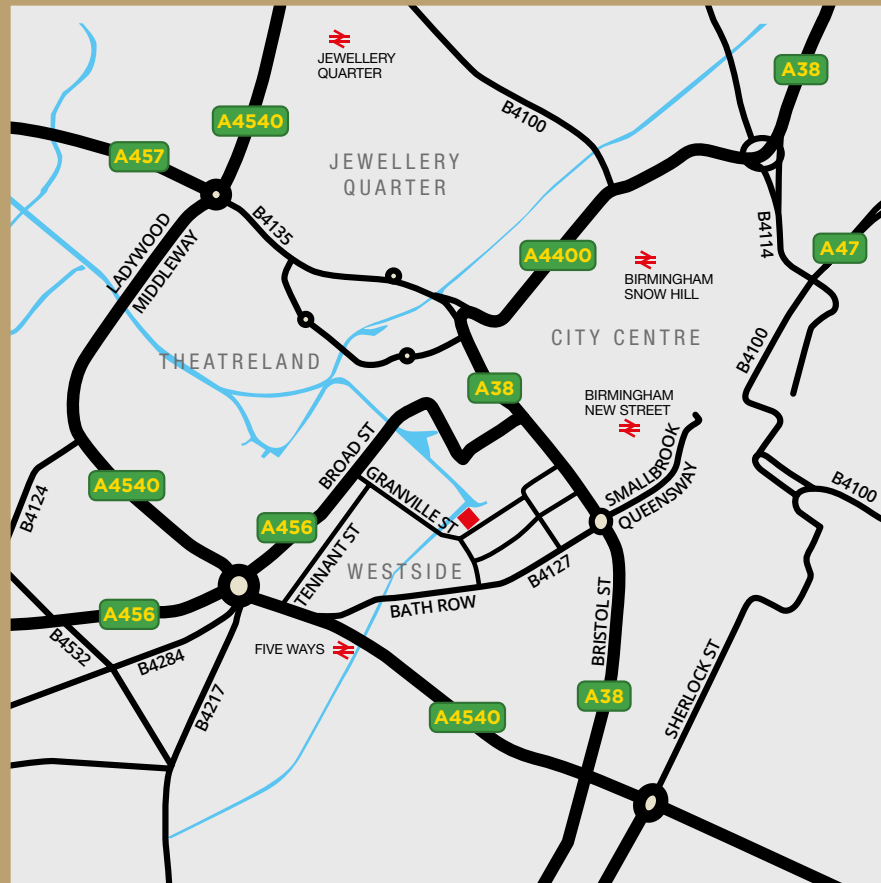 JEWELLERY
QUARTER
A38
B4100
A4540
A457
JEWELLERY
QUARTER
B4135
B4114
A47
LADYWOOD
MIDDLEWAY
A4400
BIRMINGHAM
SNOW HILL
CITY CENTRE
B4100
THEATRELAND
A38
BIRMINGHAM
NEW STREET
BROAD ST
SMALLBROOK
QUEENSWAY
A4540
B4124
GRANVILLE ST
B4100
A456
TENNANT ST
WESTSIDE
B4127
BATH ROW
A456
BRISTOL ST
B4532
B4284
FIVE WAYS
B4217
A4540
A38
SHERLOCK ST